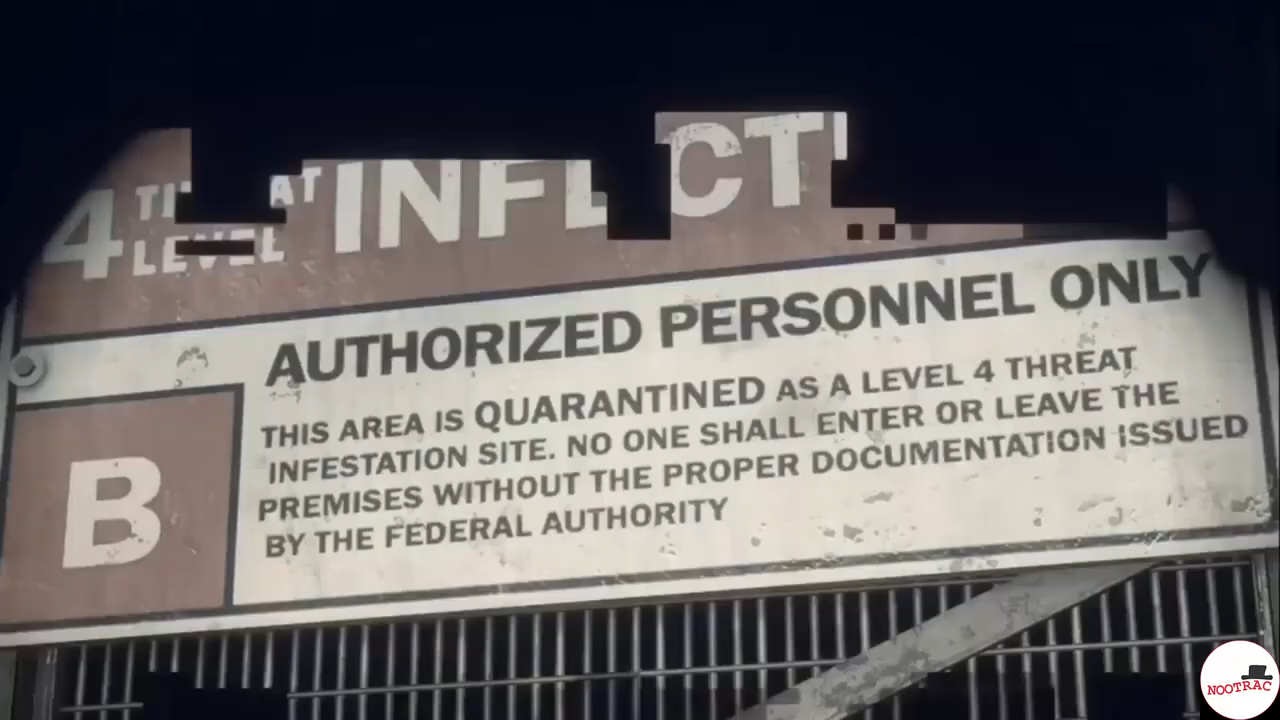 4 THREAT
LEVEL
AUTHORIZED PERSONNEL ONLY
THIS AREA IS QUARANTINED AS A LEVEL 4 THREAT
INFESTATION SITE. NO ONE SHALL ENTER OR LEAVE THE
PREMISES WITHOUT THE PROPER DOCUMENTATION ISSUED
BY THE FEDERAL AUTHORITY
B
NOOTRAC